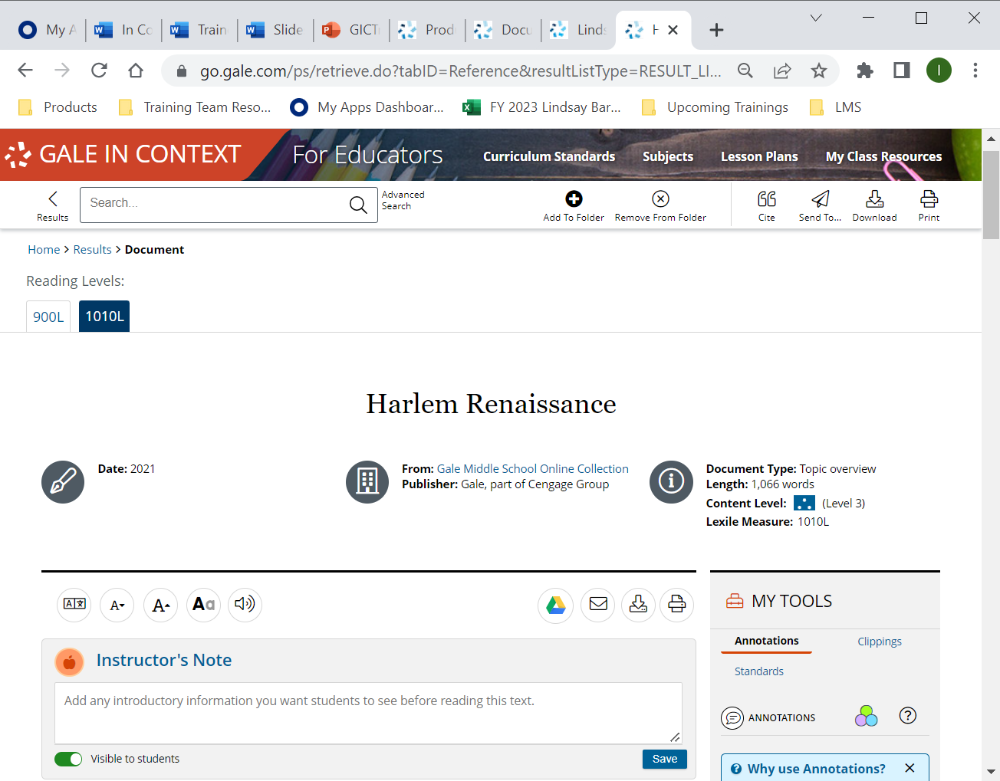 My A In Co Train Slide GICT Prod Docu Linds H
go.gale.com/ps/retrieve.do?tabID=Reference&resultListType=RESULT_LI... I
Products Training Team Reso... My Apps Dashboar... FY 2023 Lindsay Bar... Upcoming Trainings LMS
GALE IN CONTEXT For Educators Curriculum Standards Subjects Lesson Plans My Class Resources
Results Search... Advanced
Search
Add To Folder Remove From Folder Cite Send To... Download Print
Home > Results > Document
Reading Levels:
900L 1010L
Harlem Renaissance
Date: 2021
From: Gale Middle School Online Collection
Publisher: Gale, part of Cengage Group
Document Type: Topic overview
Length: 1,066 words
Content Level: (Level 3)
Lexile Measure: 1010L
A A Aa
Instructor's Note
Add any introductory information you want students to see before reading this text.
Visible to students Save
MY TOOLS
Annotations Clippings
Standards
ANNOTATIONS ?
? Why use Annotations?